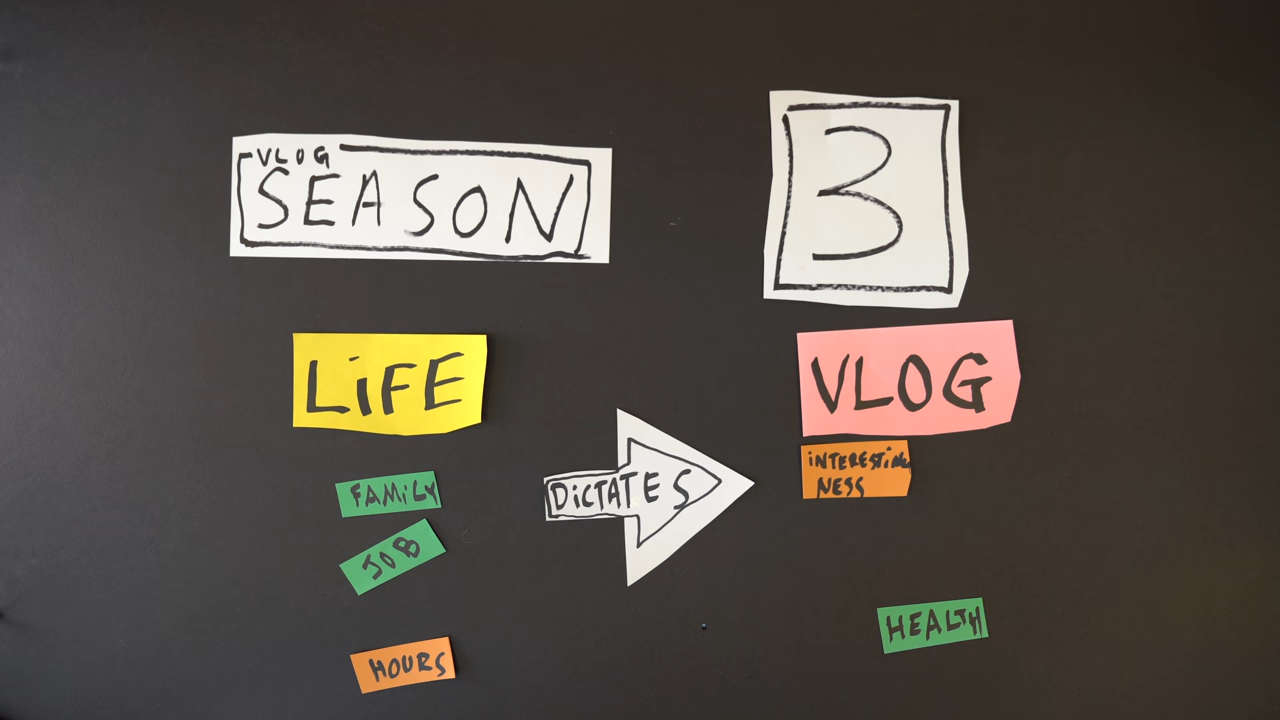 VLOG
SEASON
3
LiFE
VLOG
FAMiLY
JOB
HOURS
DiCTATES
iNTERESTiNG
NESS
HEALTH